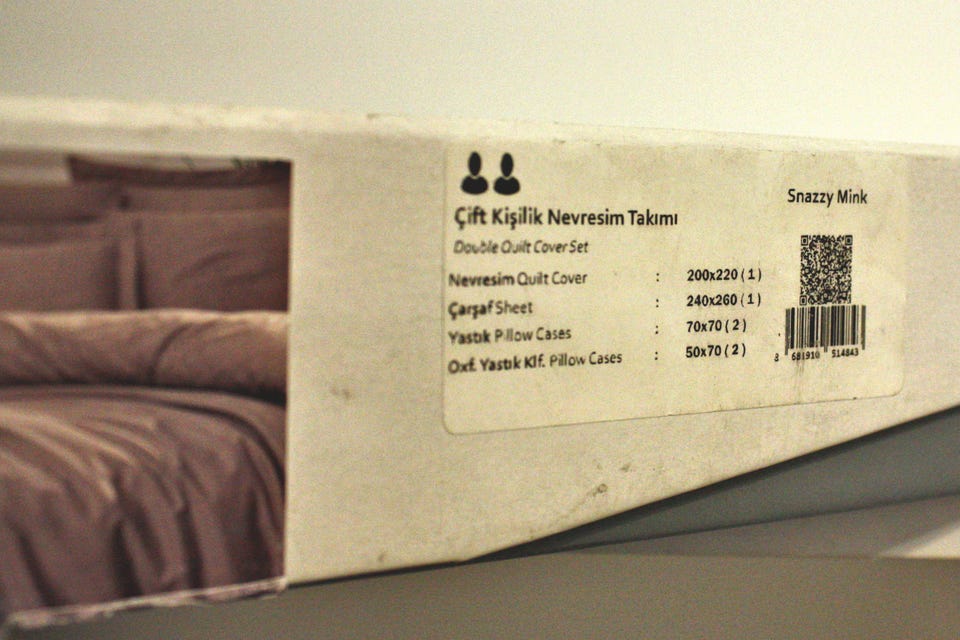 Çift Kişilik Nevresim Takımı
Double Quilt Cover Set
Nevresim Quilt Cover : 200x220 ( 1 )
Çarşaf Sheet : 240x260 ( 1 )
Yastık Pillow Cases : 70x70 ( 2 )
Oxf. Yastık Klf. Pillow Cases : 50x70 ( 2 )
Snazzy Mink
8 681910 514843